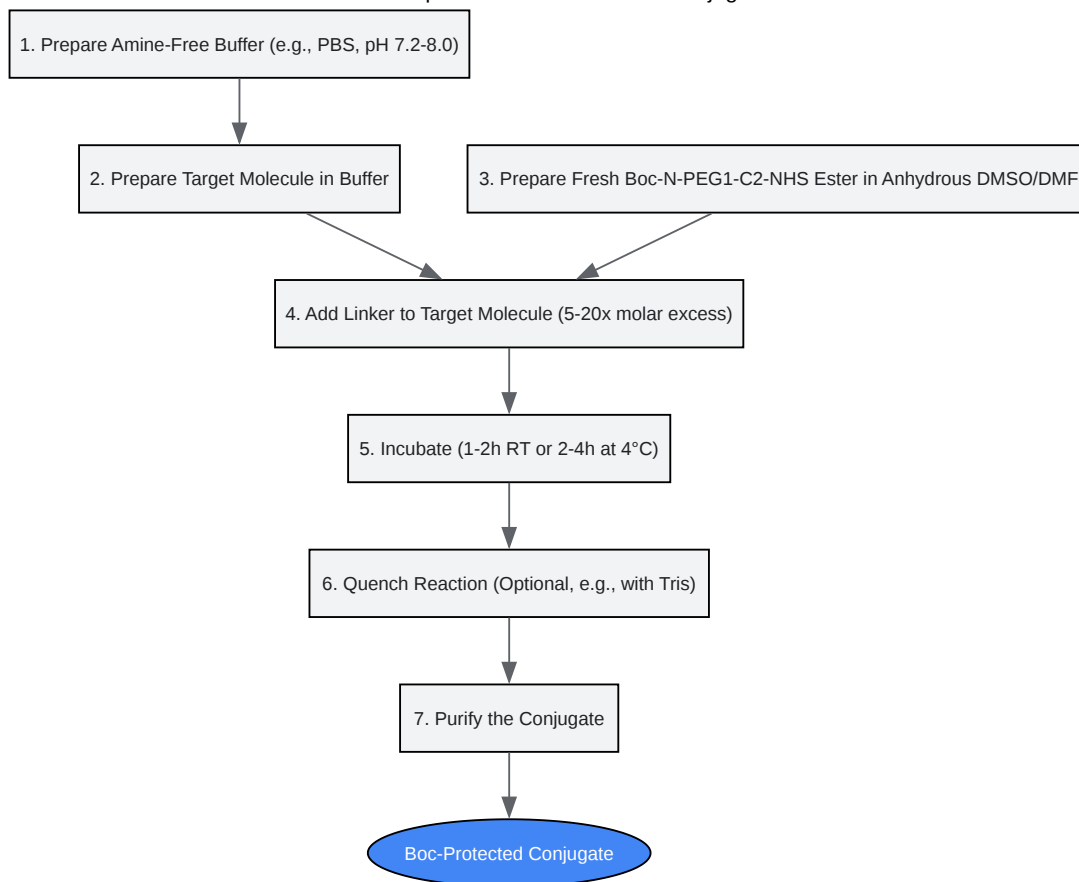 1. Prepare Amine-Free Buffer (e.g., PBS, pH 7.2-8.0)
2. Prepare Target Molecule in Buffer
3. Prepare Fresh Boc-N-PEG1-C2-NHS Ester in Anhydrous DMSO/DMF
4. Add Linker to Target Molecule (5-20x molar excess)
5. Incubate (1-2h RT or 2-4h at 4°C)
6. Quench Reaction (Optional, e.g., with Tris)
7. Purify the Conjugate
Boc-Protected Conjugate